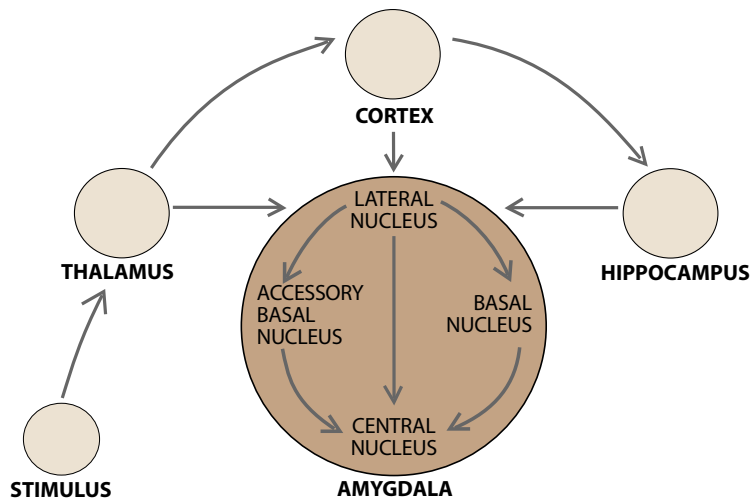 CORTEX
LATERAL
NUCLEUS
THALAMUS
HIPPOCAMPUS
ACCESSORY
BASAL
NUCLEUS
BASAL
NUCLEUS
CENTRAL
NUCLEUS
STIMULUS
AMYGDALA